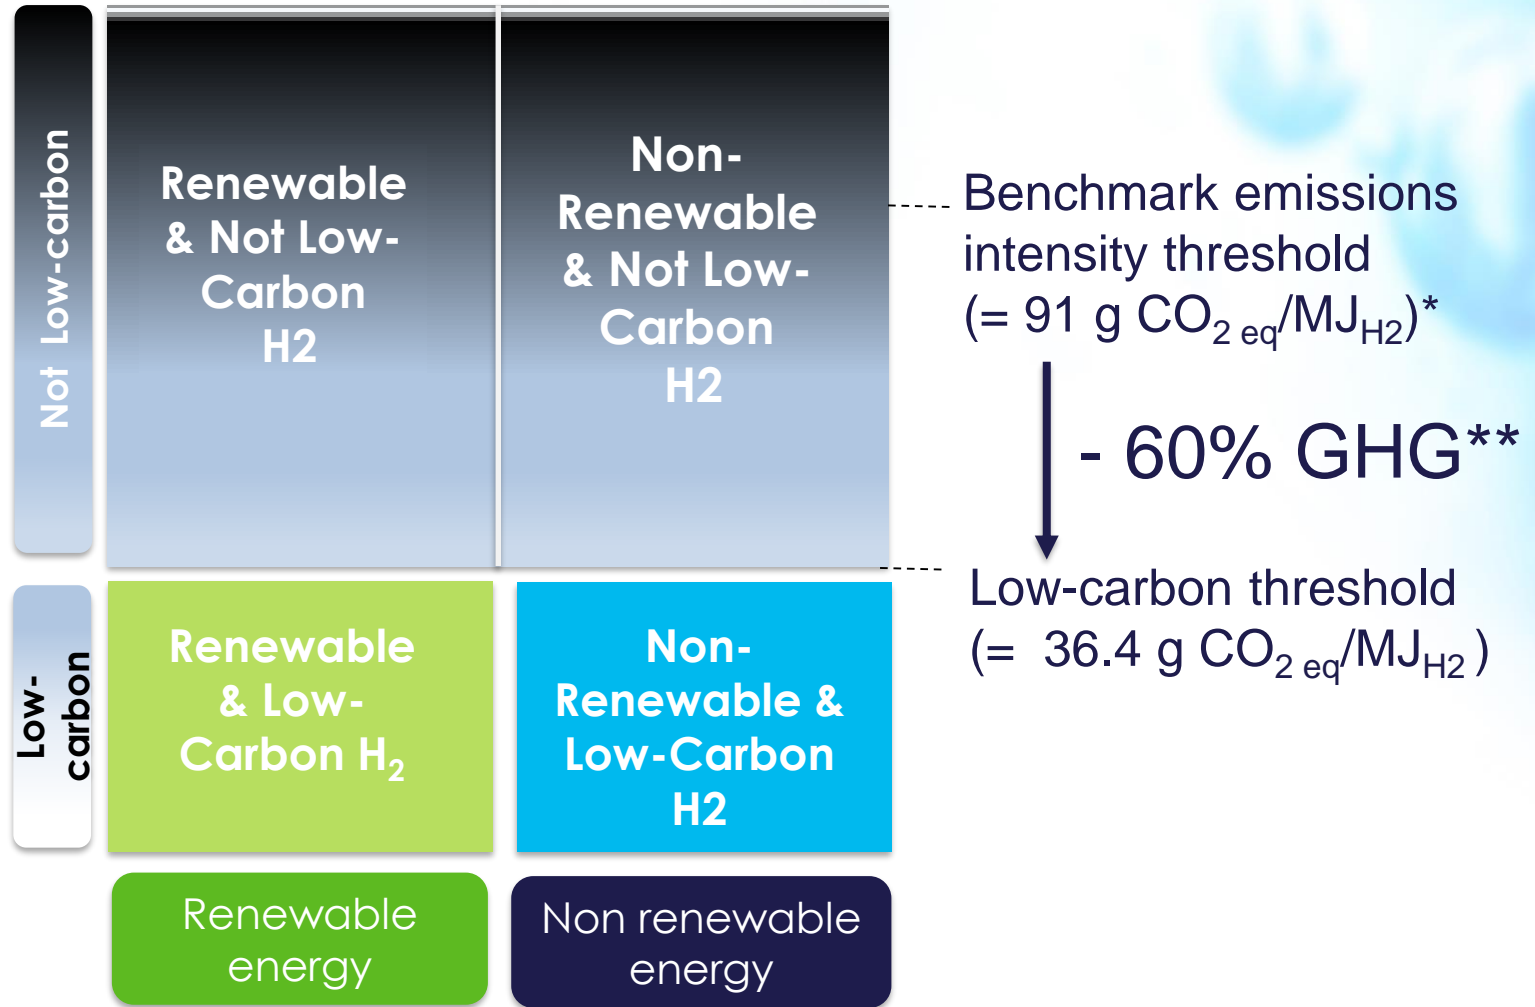 Not Low-carbon
Renewable
& Not Low-
Carbon
H2
Non-
Renewable
& Not Low-
Carbon
H2
Benchmark emissions
intensity threshold
(= 91 g CO2 eq/MJH2)*
- 60% GHG**
Low-carbon threshold
(= 36.4 g CO2 eq/MJH2 )
Low-
carbon
Renewable
& Low-
Carbon H2
Non-
Renewable &
Low-Carbon
H2
Renewable
energy
Non renewable
energy